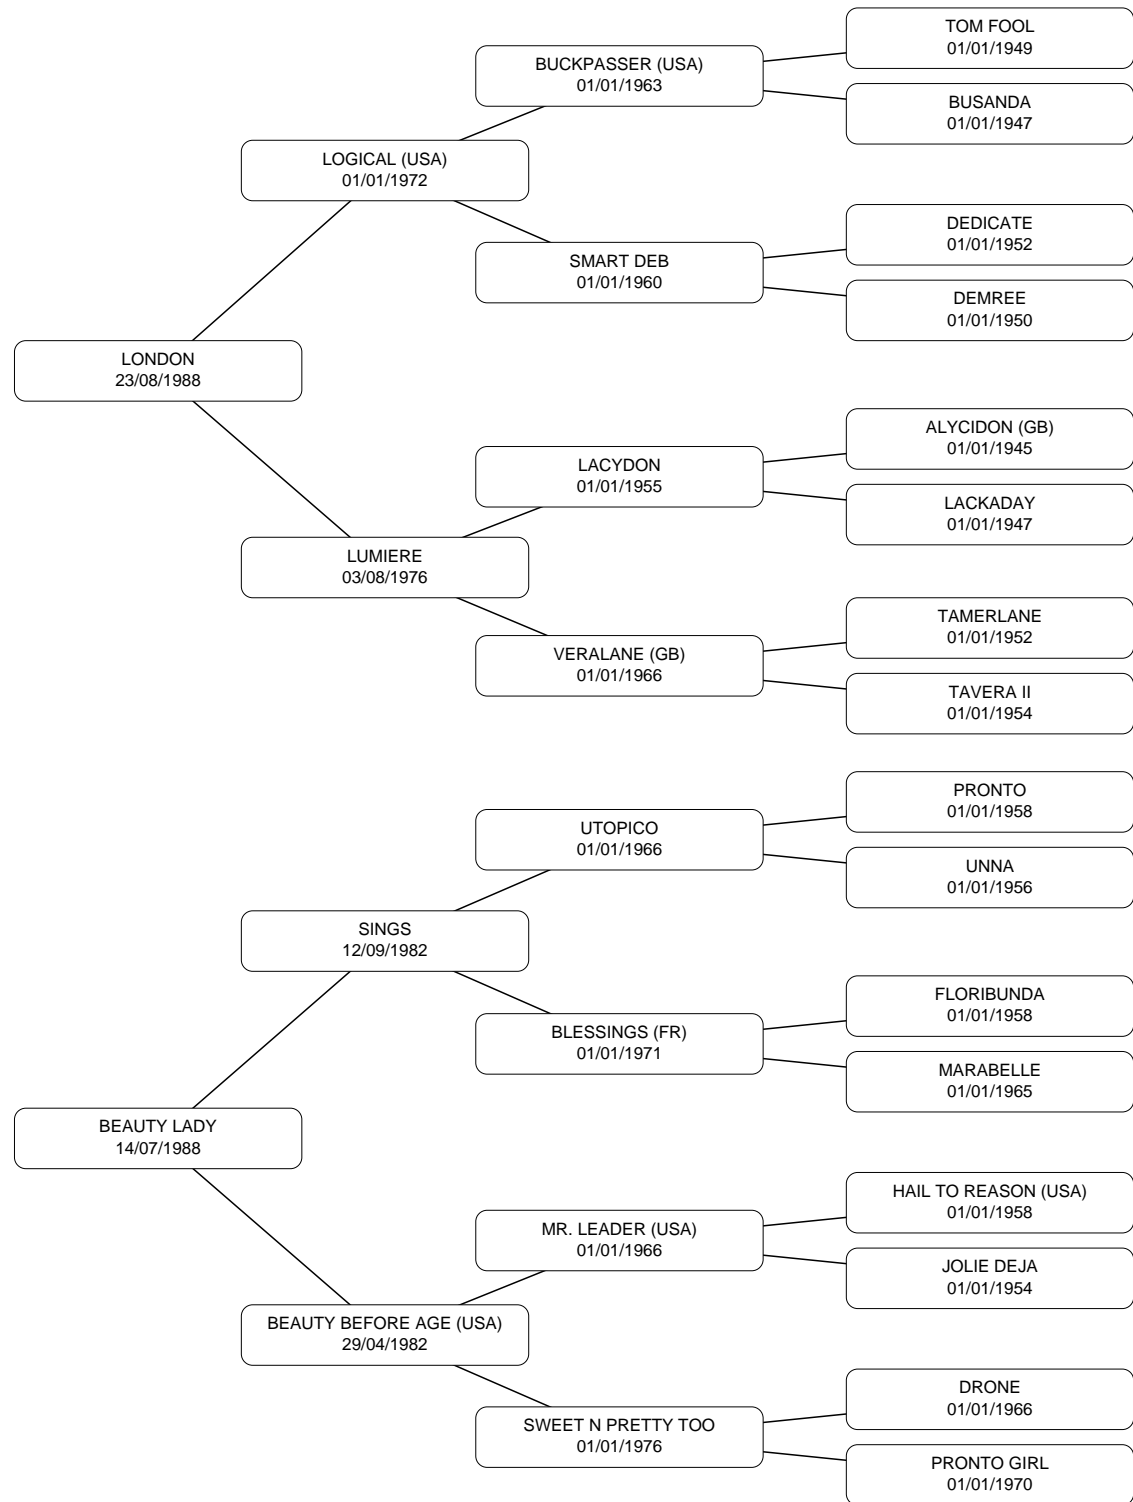 TOM FOOL
01/01/1949
BUCKPASSER (USA)
01/01/1963
BUSANDA
01/01/1947
LOGICAL (USA)
01/01/1972
DEDICATE
01/01/1952
SMART DEB
01/01/1960
DEMREE
01/01/1950
LONDON
23/08/1988
ALYCIDON (GB)
01/01/1945
LACYDON
01/01/1955
LACKADAY
01/01/1947
LUMIERE
03/08/1976
TAMERLANE
01/01/1952
VERALANE (GB)
01/01/1966
TAVERA II
01/01/1954
PRONTO
01/01/1958
UTOPICO
01/01/1966
UNNA
01/01/1956
SINGS
12/09/1982
FLORIBUNDA
01/01/1958
BLESSINGS (FR)
01/01/1971
MARABELLE
01/01/1965
BEAUTY LADY
14/07/1988
HAIL TO REASON (USA)
01/01/1958
MR. LEADER (USA)
01/01/1966
JOLIE DEJA
01/01/1954
BEAUTY BEFORE AGE (USA)
29/04/1982
DRONE
01/01/1966
SWEET N PRETTY TOO
01/01/1976
PRONTO GIRL
01/01/1970